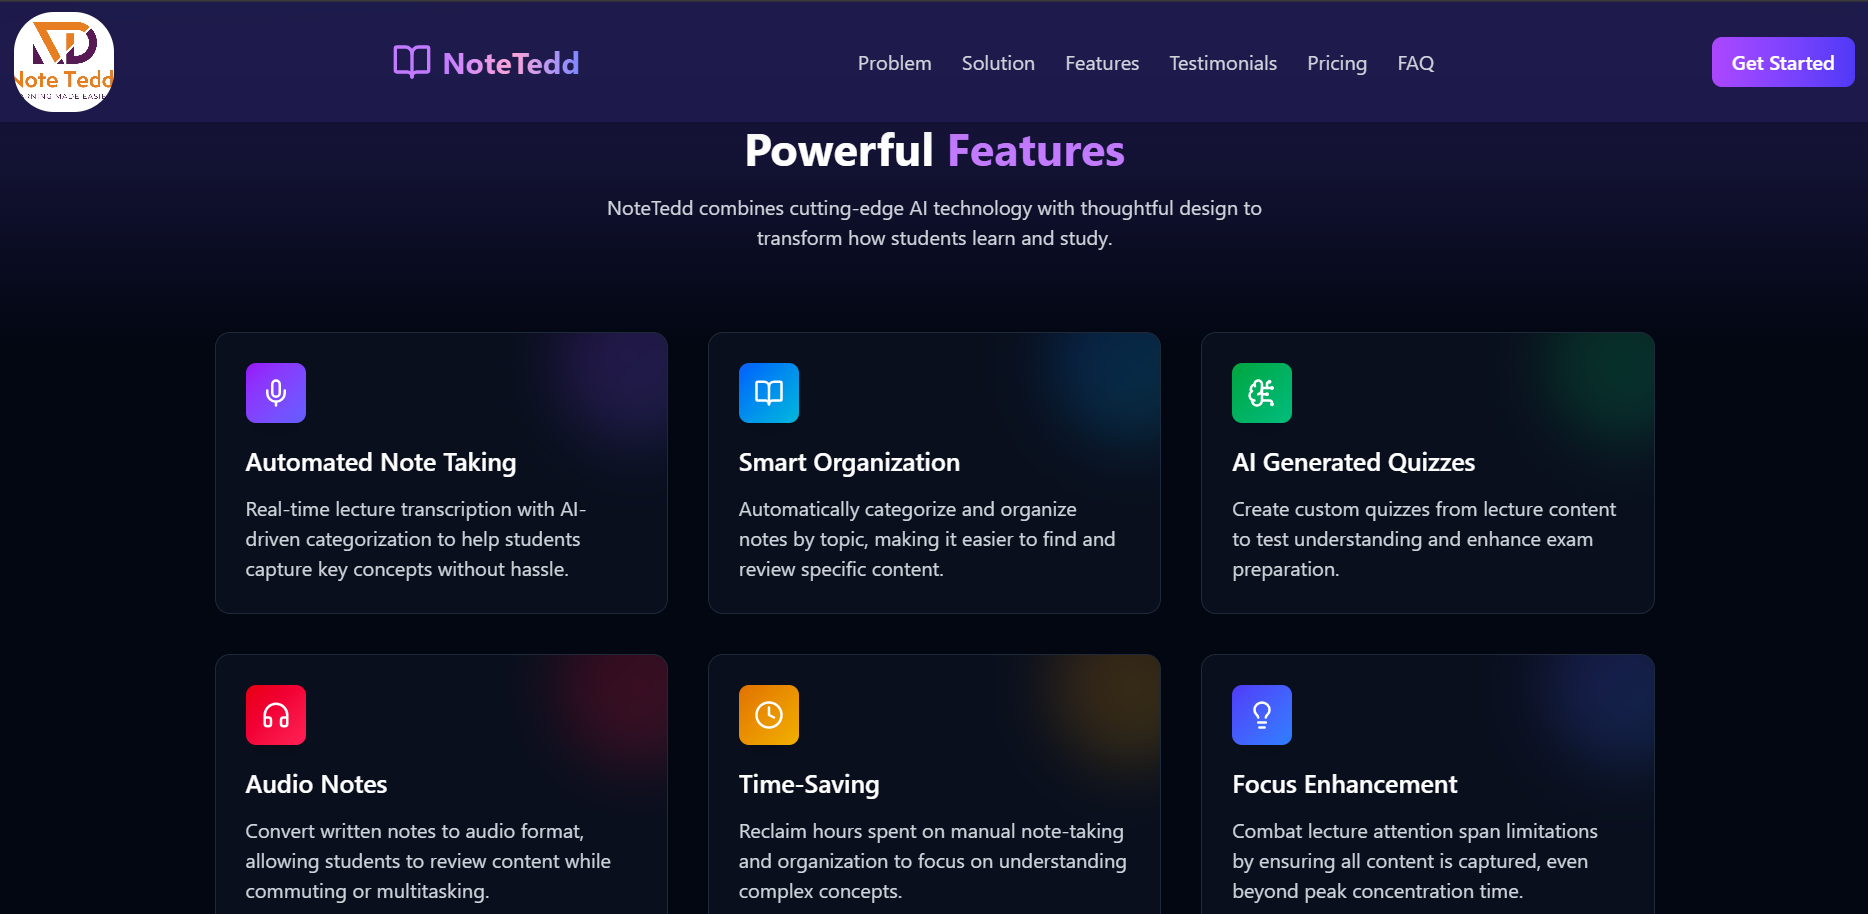 Note Tedd
NoteTedd
Problem
Solution
Features
Testimonials
Pricing
FAQ
Get Started
Powerful Features
NoteTedd combines cutting-edge AI technology with thoughtful design to
transform how students learn and study.
Automated Note Taking
Real-time lecture transcription with AI-
driven categorization to help students
capture key concepts without hassle.
Smart Organization
Automatically categorize and organize
notes by topic, making it easier to find and
review specific content.
AI Generated Quizzes
Create custom quizzes from lecture content
to test understanding and enhance exam
preparation.
Audio Notes
Convert written notes to audio format,
allowing students to review content while
commuting or multitasking.
Time-Saving
Reclaim hours spent on manual note-taking
and organization to focus on understanding
complex concepts.
Focus Enhancement
Combat lecture attention span limitations
by ensuring all content is captured, even
beyond peak concentration time.